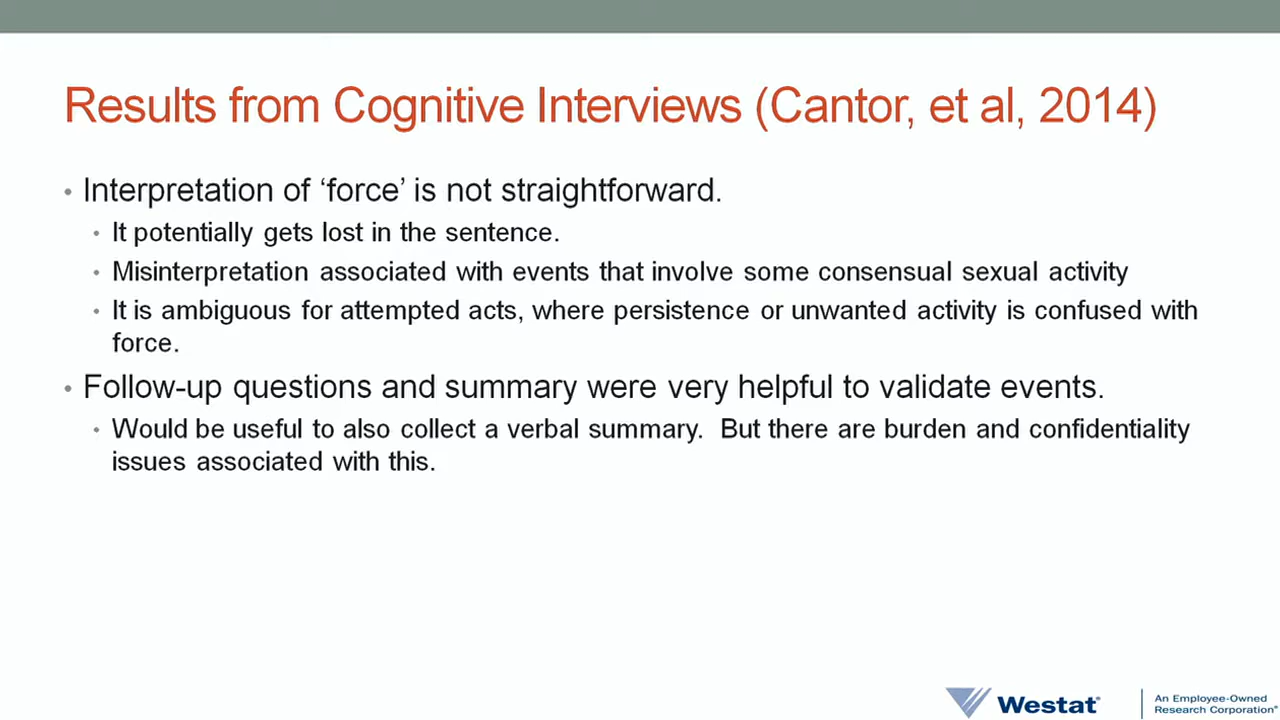 Results from Cognitive Interviews (Cantor, et al, 2014)
• Interpretation of ‘force’ is not straightforward.
• It potentially gets lost in the sentence.
• Misinterpretation associated with events that involve some consensual sexual activity
• It is ambiguous for attempted acts, where persistence or unwanted activity is confused with
force.
• Follow-up questions and summary were very helpful to validate events.
• Would be useful to also collect a verbal summary.  But there are burden and confidentiality
issues associated with this.
Westat®
An Employee-Owned
Research Corporation®